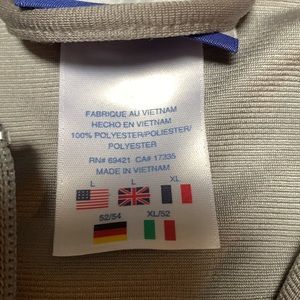 FABRIQUE AU VIETNAM
HECHO EN VIETNAM
100% POLYESTER/POLIESTER/
POLYESTER
RN# 69421 CA# 17335
MADE IN VIETNAM
L L XL
52/54 XL/52